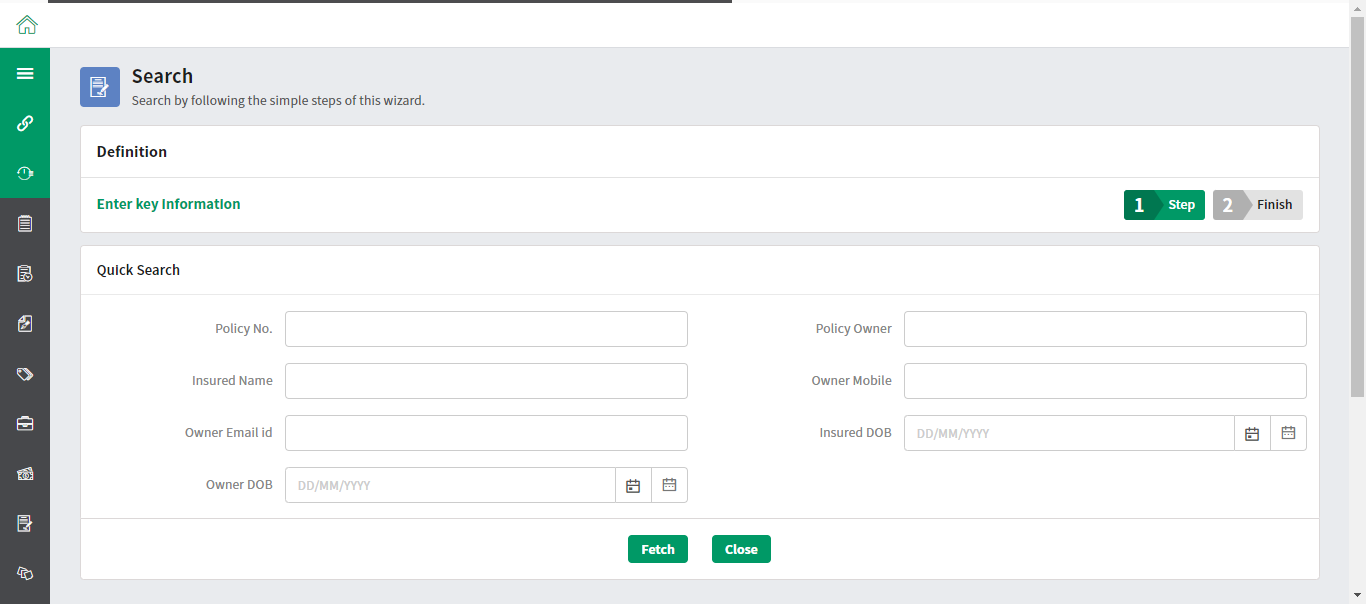 Search
Search by following the simple steps of this wizard.
Definition
Enter key Information
1 Step 2 Finish
Quick Search
Policy No. Policy Owner
Insured Name Owner Mobile
Owner Email id Insured DOB DD/MM/YYYY
Owner DOB DD/MM/YYYY
Fetch Close